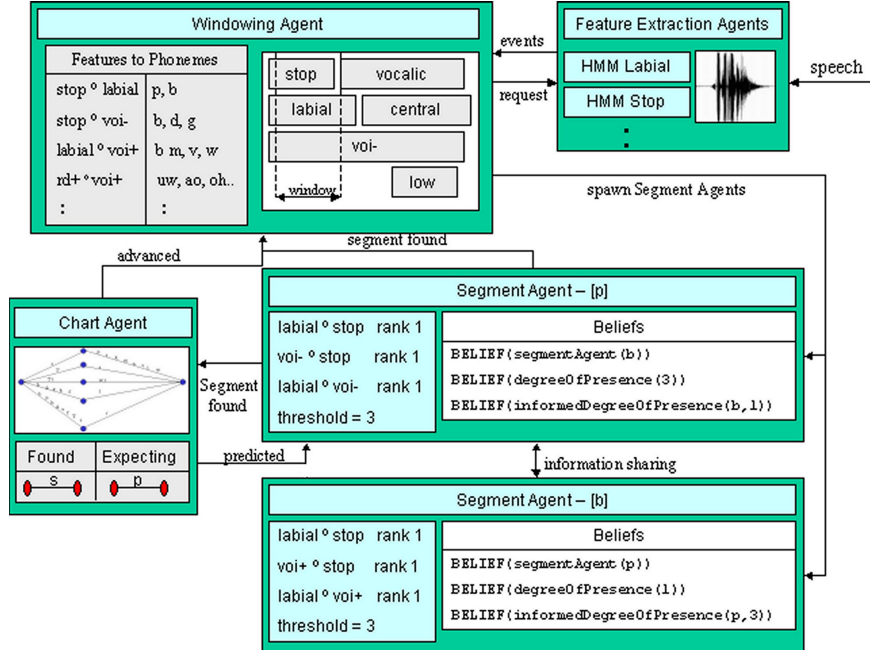 Windowing Agent
Features to Phonemes
stop º labial p, b
stop º voi- b, d, g
labial º voi+ b m, v, w
rd+ º voi+ uw, ao, oh..
: :
stop vocalic
labial central
voi-
low
window
events
request
Feature Extraction Agents
HMM Labial
HMM Stop
:
speech
spawn Segment Agents
segment found
advanced
Chart Agent
Found Expecting
s p
Segment
found
predicted
Segment Agent – [p]
labial º stop rank 1
voi- º stop rank 1
labial º voi- rank 1
threshold = 3
Beliefs
BELIEF(segmentAgent(b))
BELIEF(degreeOfPresence(3))
BELIEF(informedDegreeOfPresence(b,1))
information sharing
Segment Agent – [b]
labial º stop rank 1
voi+ º stop rank 1
labial º voi+ rank 1
threshold = 3
Beliefs
BELIEF(segmentAgent(p))
BELIEF(degreeOfPresence(1))
BELIEF(informedDegreeOfPresence(p,3))